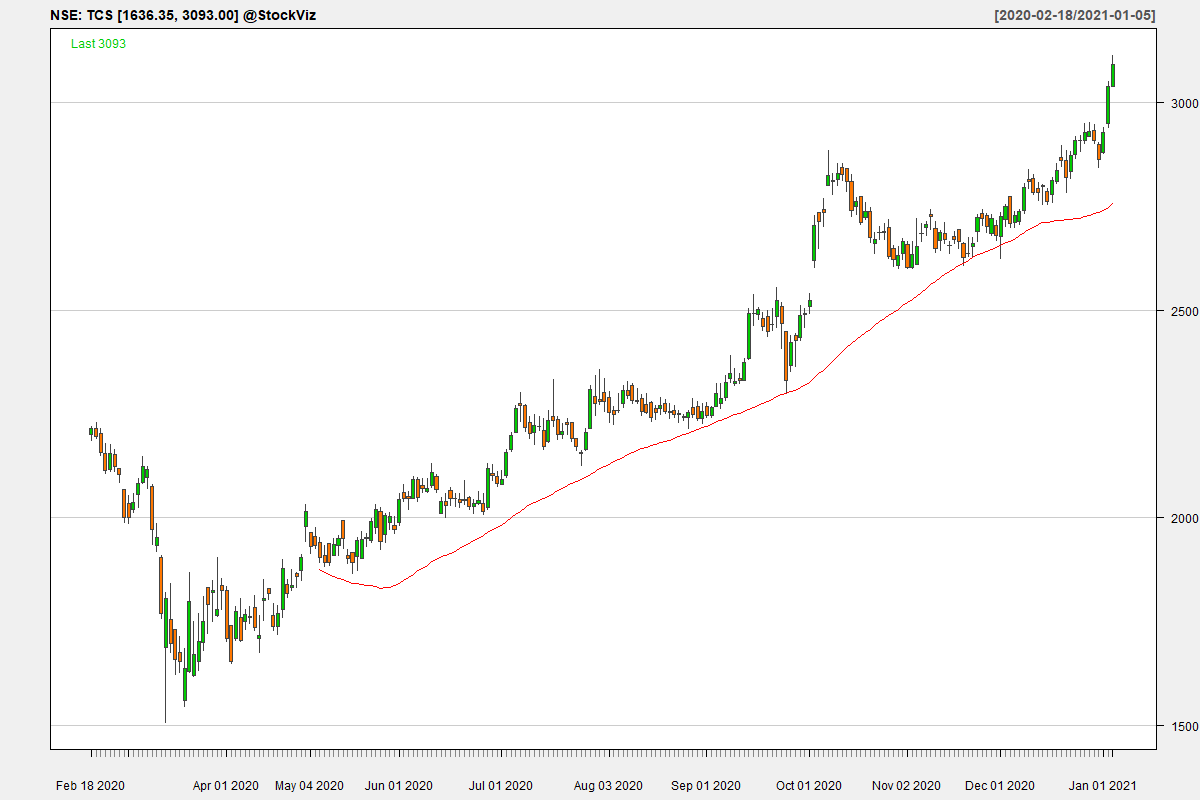 NSE: TCS [1636.35, 3093.00] @StockViz
[2020-02-18/2021-01-05]
Last 3093
3000
2500
2000
1500
Feb 18 2020 Apr 01 2020 May 04 2020 Jun 01 2020 Jul 01 2020 Aug 03 2020 Sep 01 2020 Oct 01 2020 Nov 02 2020 Dec 01 2020 Jan 01 2021